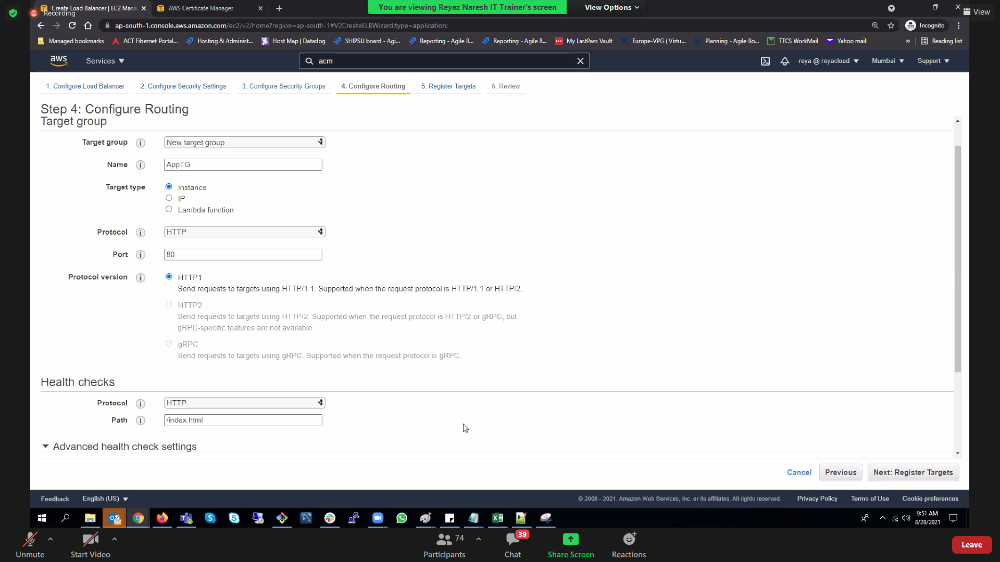 Create Load Balancer | EC2 Mana
AWS Certificate Manager
Recording
You are viewing Reyaz Naresh IT Trainer's screen
View Options
View
ap-south-1.console.aws.amazon.com/ec2/v2/home?region=ap-south-1#V2CreateELBWizard:type=application:
Incognito
Managed bookmarks
ACT Fibernet Portal...
Hosting & Administ...
Host Map | Datadog
SHIPSU board - Agi...
Reporting - Agile B...
Reporting - Agile B...
My LastPass Vault
Europe-VPG ( Virtu...
Planning - Agile Bo...
TTCS WorkMail
Yahoo mail
»
Reading list
aws
Services
acm
reya @ reyacloud
Mumbai
Support
1. Configure Load Balancer
2. Configure Security Settings
3. Configure Security Groups
4. Configure Routing
5. Register Targets
6. Review
Step 4: Configure Routing
Target group
Target group
New target group
Name
AppTG
Target type
Instance
IP
Lambda function
Protocol
HTTP
Port
80
Protocol version
HTTP1
Send requests to targets using HTTP/1.1. Supported when the request protocol is HTTP/1.1 or HTTP/2.
HTTP2
Send requests to targets using HTTP/2. Supported when the request protocol is HTTP/2 or gRPC, but
gRPC-specific features are not available.
gRPC
Send requests to targets using gRPC. Supported when the request protocol is gRPC.
Health checks
Protocol
HTTP
Path
/index.html
Advanced health check settings
Cancel
Previous
Next: Register Targets
Feedback
English (US)
© 2008 - 2021, Amazon Web Services, Inc. or its affiliates. All rights reserved.
Privacy Policy
Terms of Use
Cookie preferences
9:51 AM
8/28/2021
Unmute
Start Video
74
Participants
39
Chat
Share Screen
Reactions
Leave